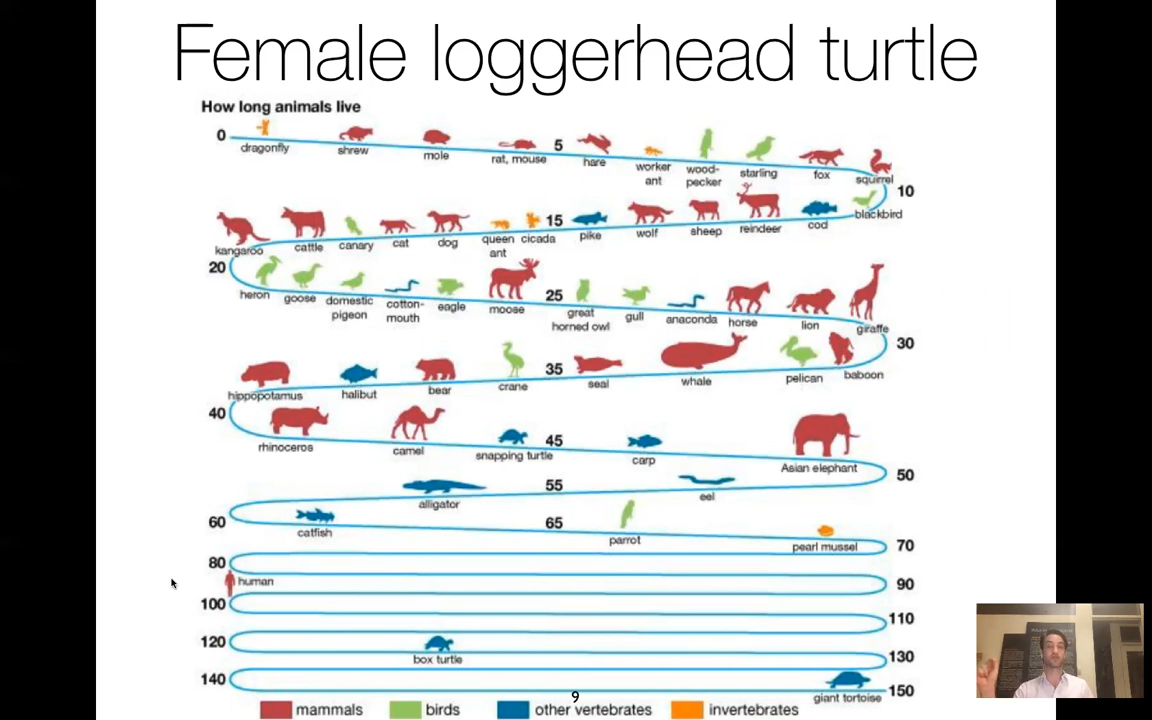 Female loggerhead turtle
How long animals live
0
dragonfly
shrew
mole
rat, mouse
5
hare
worker
ant
wood-
pecker
starling
fox
squirrel
10
kangaroo
cattle
canary
cat
dog
queen
ant
cicada
15
pike
wolf
sheep
reindeer
cod
blackbird
20
heron
goose
domestic
pigeon
cotton-
mouth
eagle
moose
25
great
horned owl
gull
anaconda
horse
lion
giraffe
30
hippopotamus
halibut
bear
crane
35
seal
whale
pelican
baboon
40
rhinoceros
camel
snapping turtle
45
carp
Asian elephant
50
alligator
55
eel
60
catfish
65
parrot
pearl mussel
70
80
human
90
100
110
120
box turtle
130
140
giant tortoise
150
9
mammals
birds
other vertebrates
invertebrates